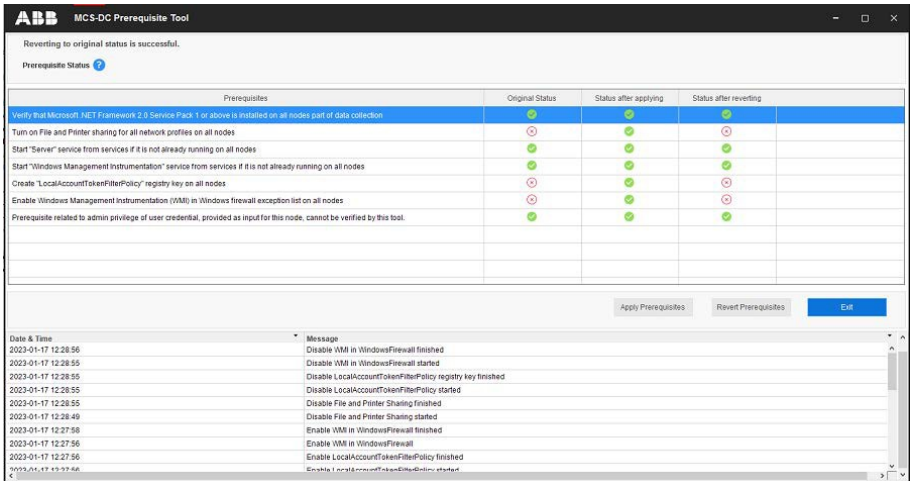 ABB MCS-DC Prerequisite Tool
Reverting to original status is successful.
Prerequisite Status ?
Prerequisites Original Status Status after applying Status after reverting
Verify that Microsoft .NET Framework 2.0 Service Pack 1 or above is installed on all nodes part of data collection
Turn on File and Printer sharing for all network profiles on all nodes
Start "Server" service from services if it is not already running on all nodes
Start "Windows Management Instrumentation" service from services if it is not already running on all nodes
Create "LocalAccountTokenFilterPolicy" registry key on all nodes
Enable Windows Management Instrumentation (WMI) in Windows firewall exception list on all nodes
Prerequisite related to admin privilege of user credential, provided as input for this node, cannot be verified by this tool.
Apply Prerequisites Revert Prerequisites Exit
Date & Time Message
2023-01-17 12:28:56 Disable WMI in WindowsFirewall finished
2023-01-17 12:28:55 Disable WMI in WindowsFirewall started
2023-01-17 12:28:55 Disable LocalAccountTokenFilterPolicy registry key finished
2023-01-17 12:28:55 Disable LocalAccountTokenFilterPolicy started
2023-01-17 12:28:55 Disable File and Printer Sharing finished
2023-01-17 12:28:49 Disable File and Printer Sharing started
2023-01-17 12:27:58 Enable WMI in WindowsFirewall finished
2023-01-17 12:27:56 Enable WMI in WindowsFirewall
2023-01-17 12:27:56 Enable LocalAccountTokenFilterPolicy finished
2023-01-17 12:27:56 Enable LocalAccountTokenFilterPolicy started